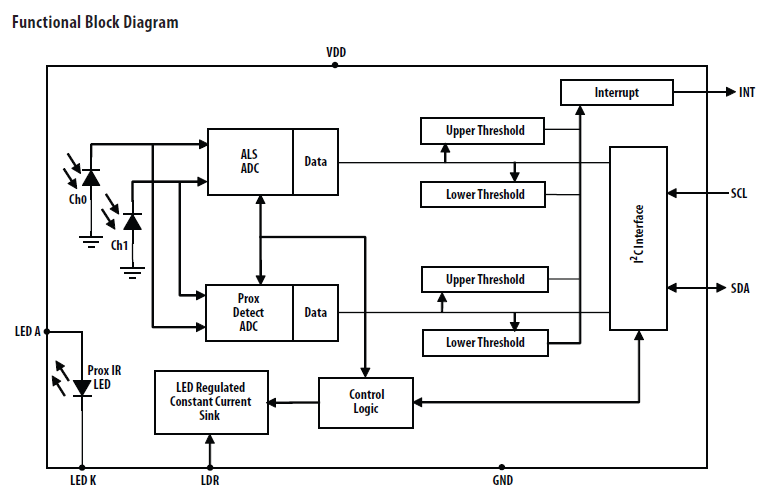 Functional Block Diagram
VDD
Interrupt
INT
Upper Threshold
ALS
ADC
Data
Ch0
Lower Threshold
SCL
I²C Interface
Ch1
Upper Threshold
SDA
Prox
Detect
ADC
Data
LED A
Lower Threshold
Prox IR
LED
LED Regulated
Constant Current
Sink
Control
Logic
LED K
LDR
GND